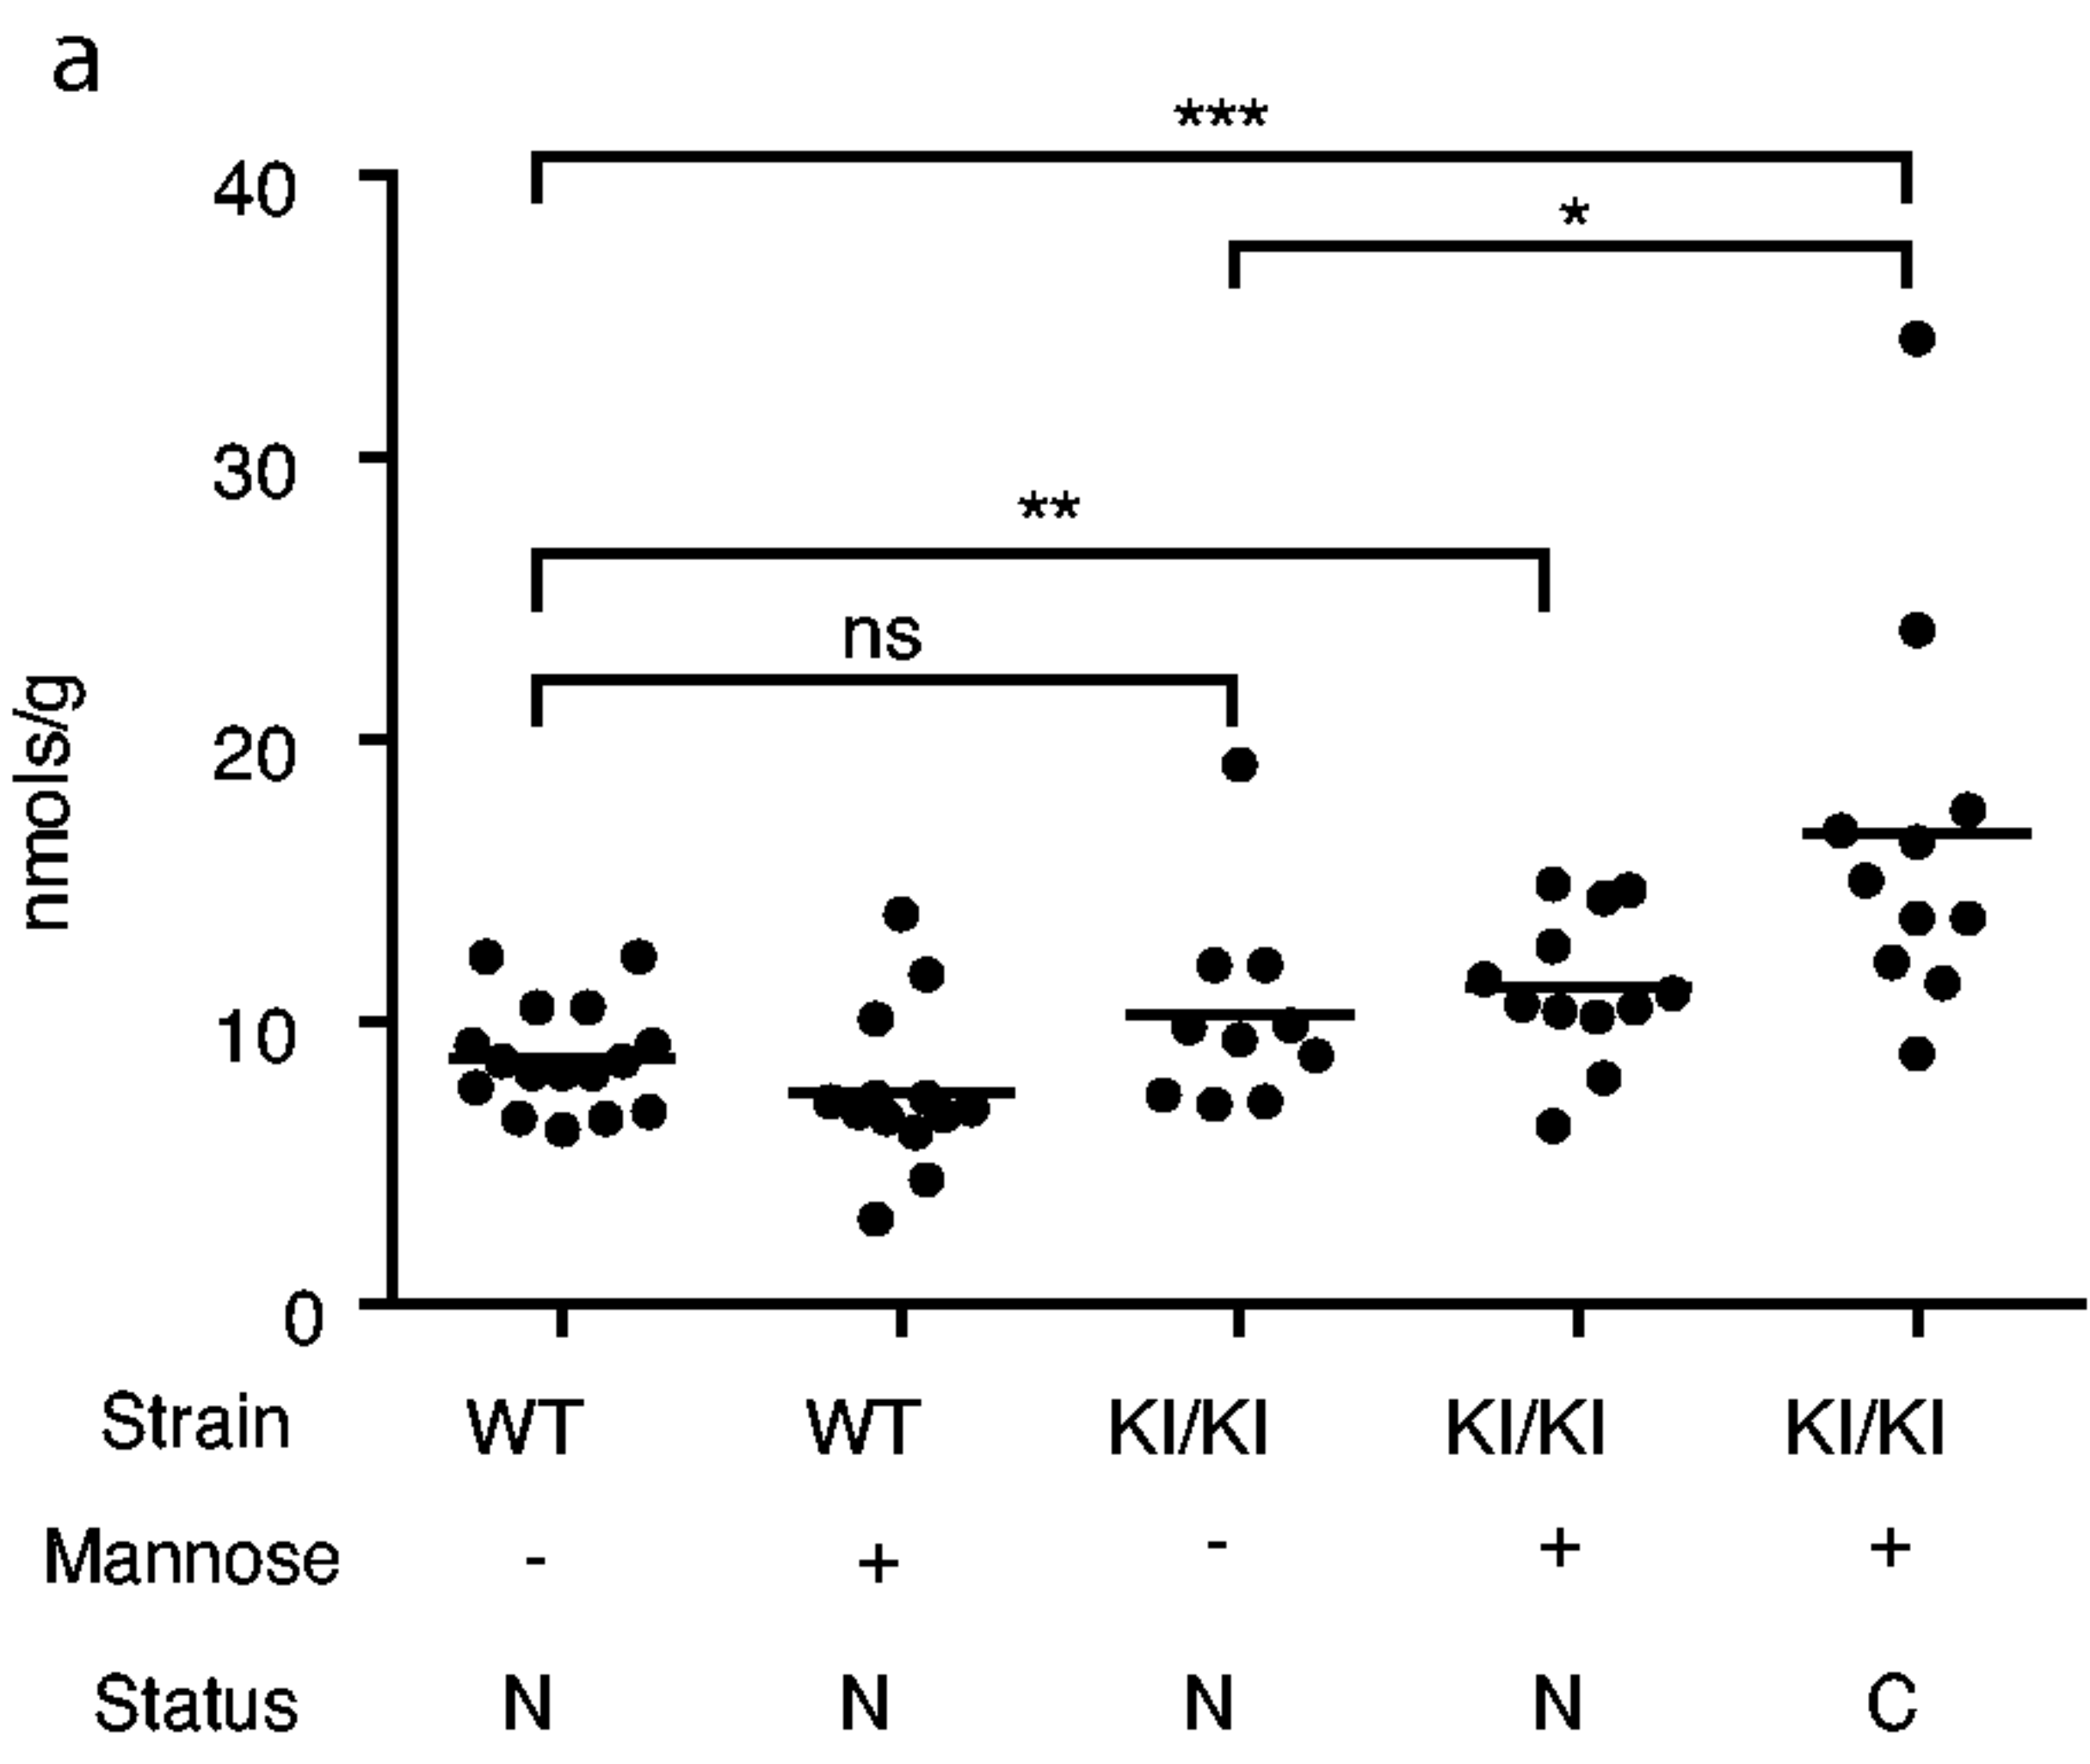 a
***
40
*
30
**
ns
nmols/g
20
10
0
Strain WT WT KI/KI KI/KI KI/KI
Mannose - + - + +
Status N N N N C